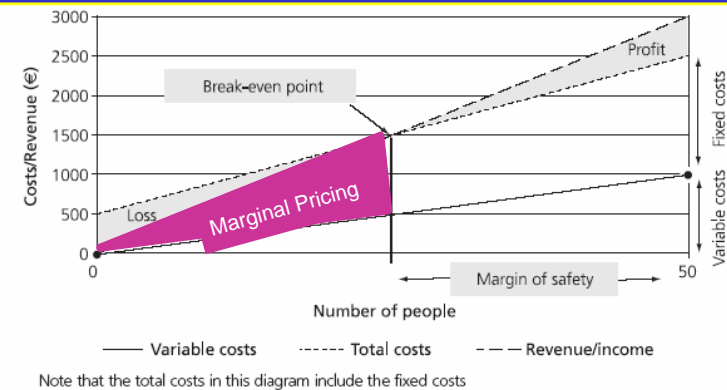 3000
2500
2000
1500
1000
500
0
Costs/Revenue (€)
Break-even point
Profit
Loss
Marginal Pricing
Fixed costs
Variable costs
0
50
Margin of safety
Number of people
Variable costs
Total costs
Revenue/income
Note that the total costs in this diagram include the fixed costs